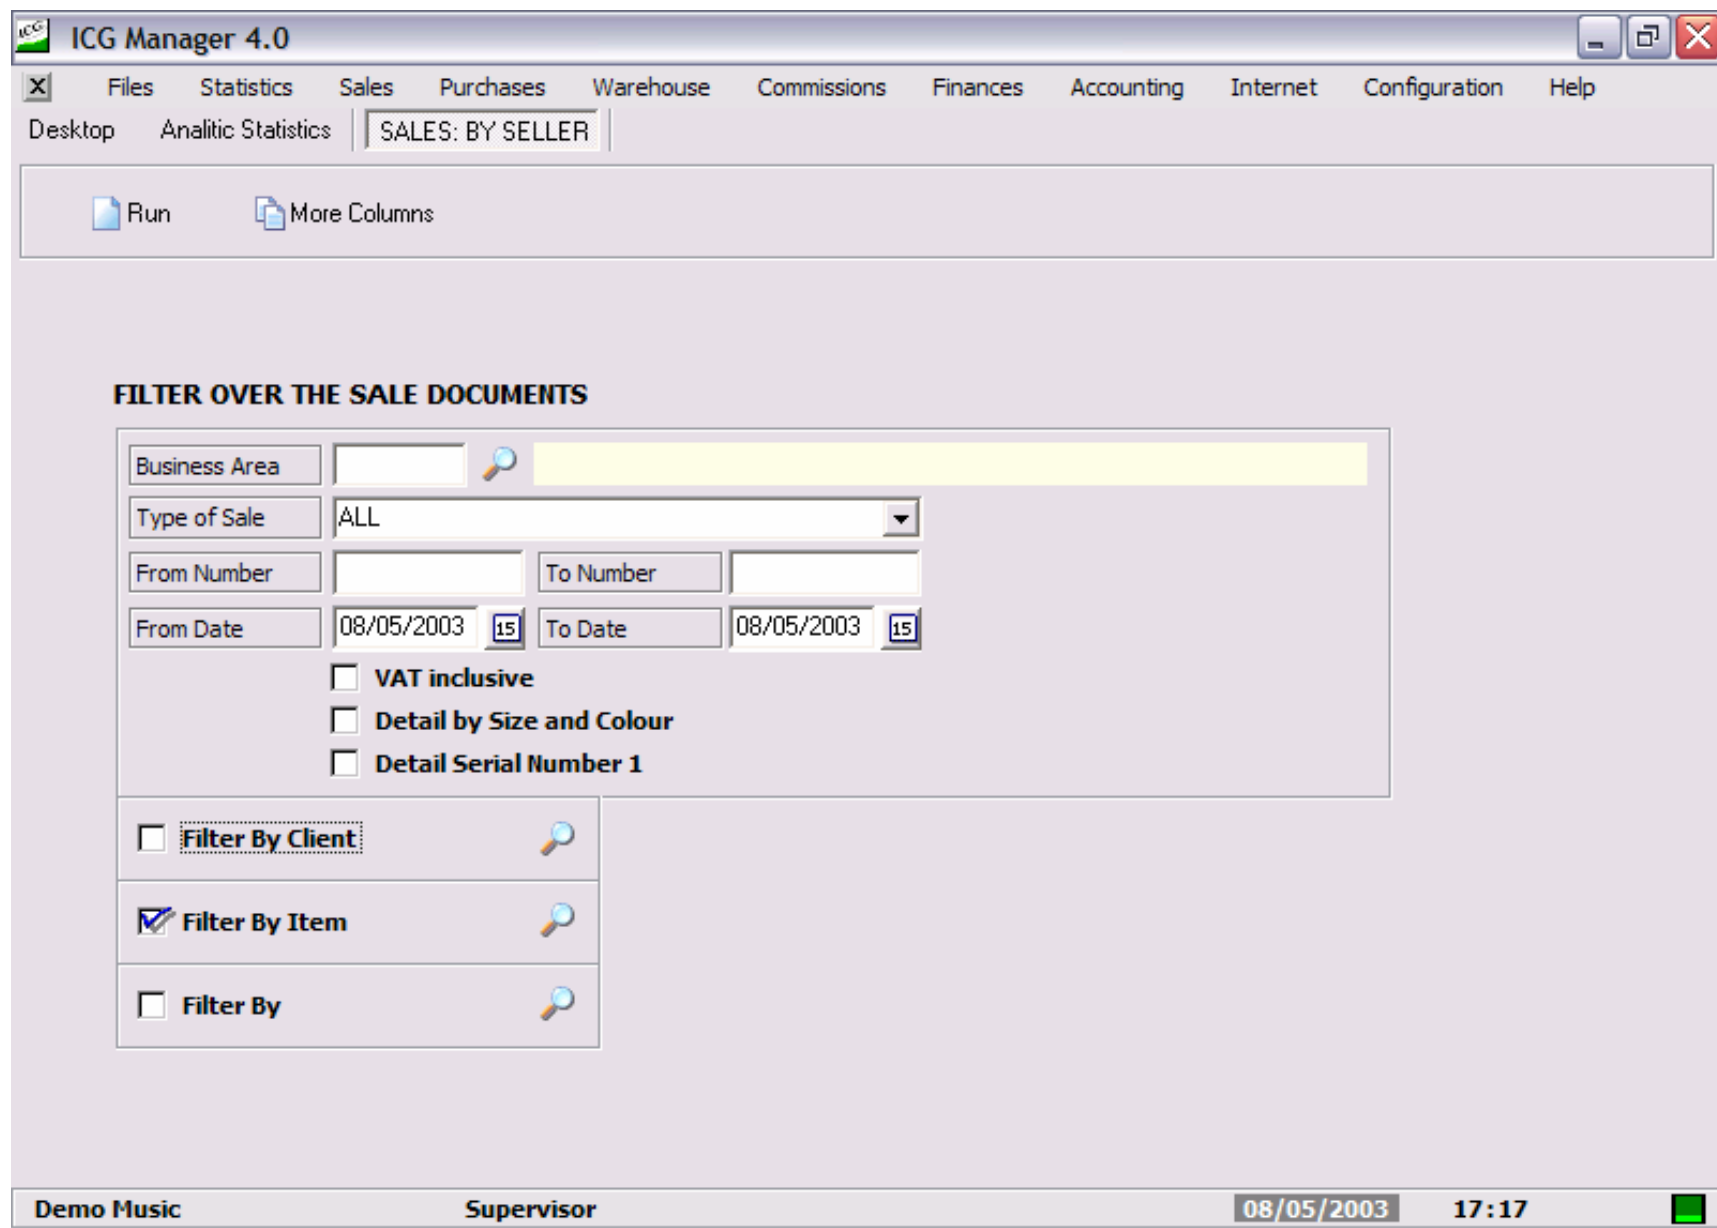 ICG ICG Manager 4.0
X Files Statistics Sales Purchases Warehouse Commissions Finances Accounting Internet Configuration Help
Desktop Analitic Statistics SALES: BY SELLER
Run More Columns
FILTER OVER THE SALE DOCUMENTS
Business Area
Type of Sale ALL
From Number To Number
From Date 08/05/2003 15 To Date 08/05/2003 15
VAT inclusive
Detail by Size and Colour
Detail Serial Number 1
Filter By Client
Filter By Item
Filter By
Demo Music Supervisor 08/05/2003 17:17